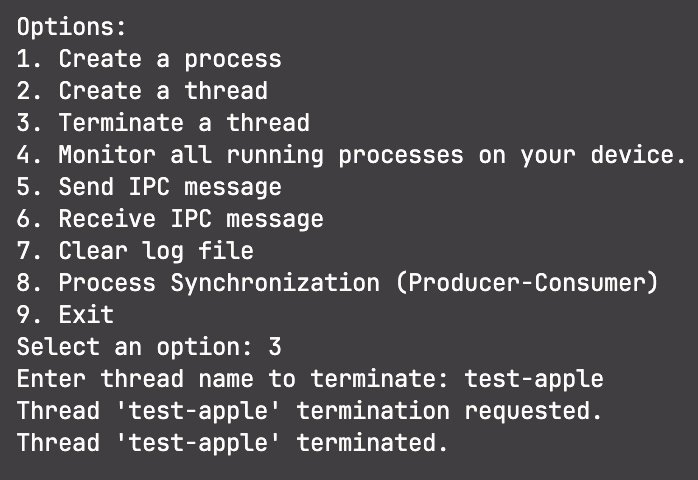 Options:
1. Create a process
2. Create a thread
3. Terminate a thread
4. Monitor all running processes on your device.
5. Send IPC message
6. Receive IPC message
7. Clear log file
8. Process Synchronization (Producer-Consumer)
9. Exit
Select an option: 3
Enter thread name to terminate: test-apple
Thread 'test-apple' termination requested.
Thread 'test-apple' terminated.